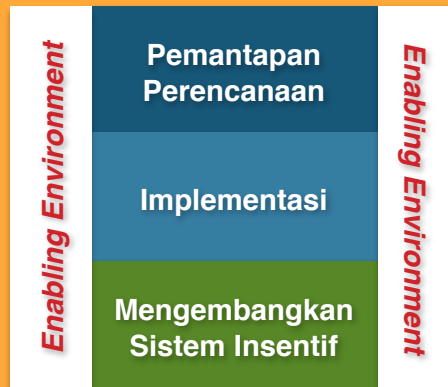 Enabling Environment
Pemantapan
Perencanaan
Implementasi
Mengembangkan
Sistem Insentif
Enabling Environment